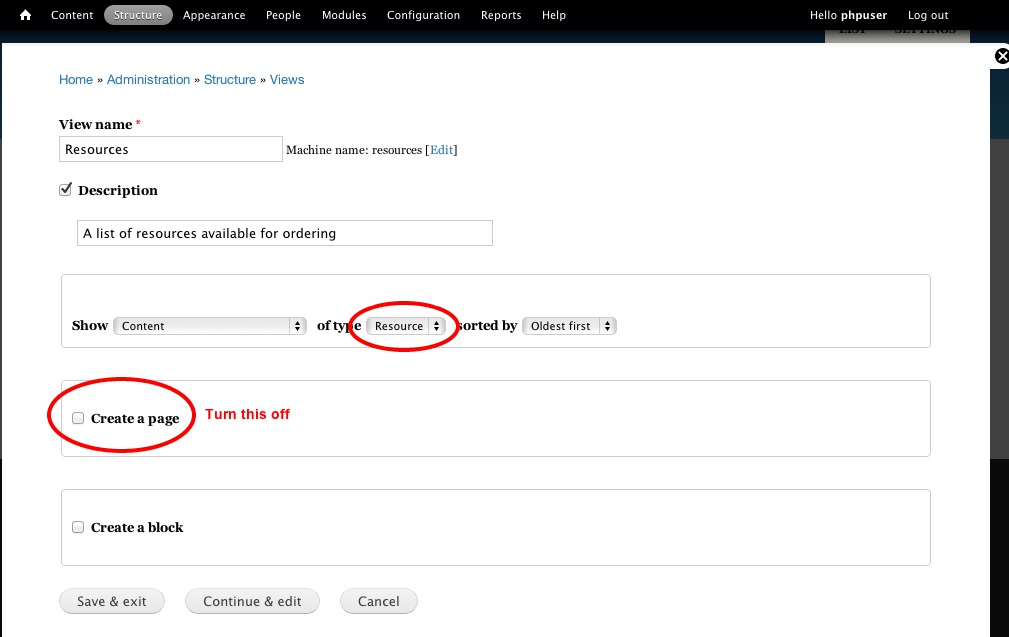 Content Structure Appearance People Modules Configuration Reports Help Hello phpuser Log out
LIST SETTINGS
Home » Administration » Structure » Views
View name *
Resources Machine name: resources [Edit]
Description
A list of resources available for ordering
Show Content of type Resource sorted by Oldest first
Create a page Turn this off
Create a block
Save & exit Continue & edit Cancel